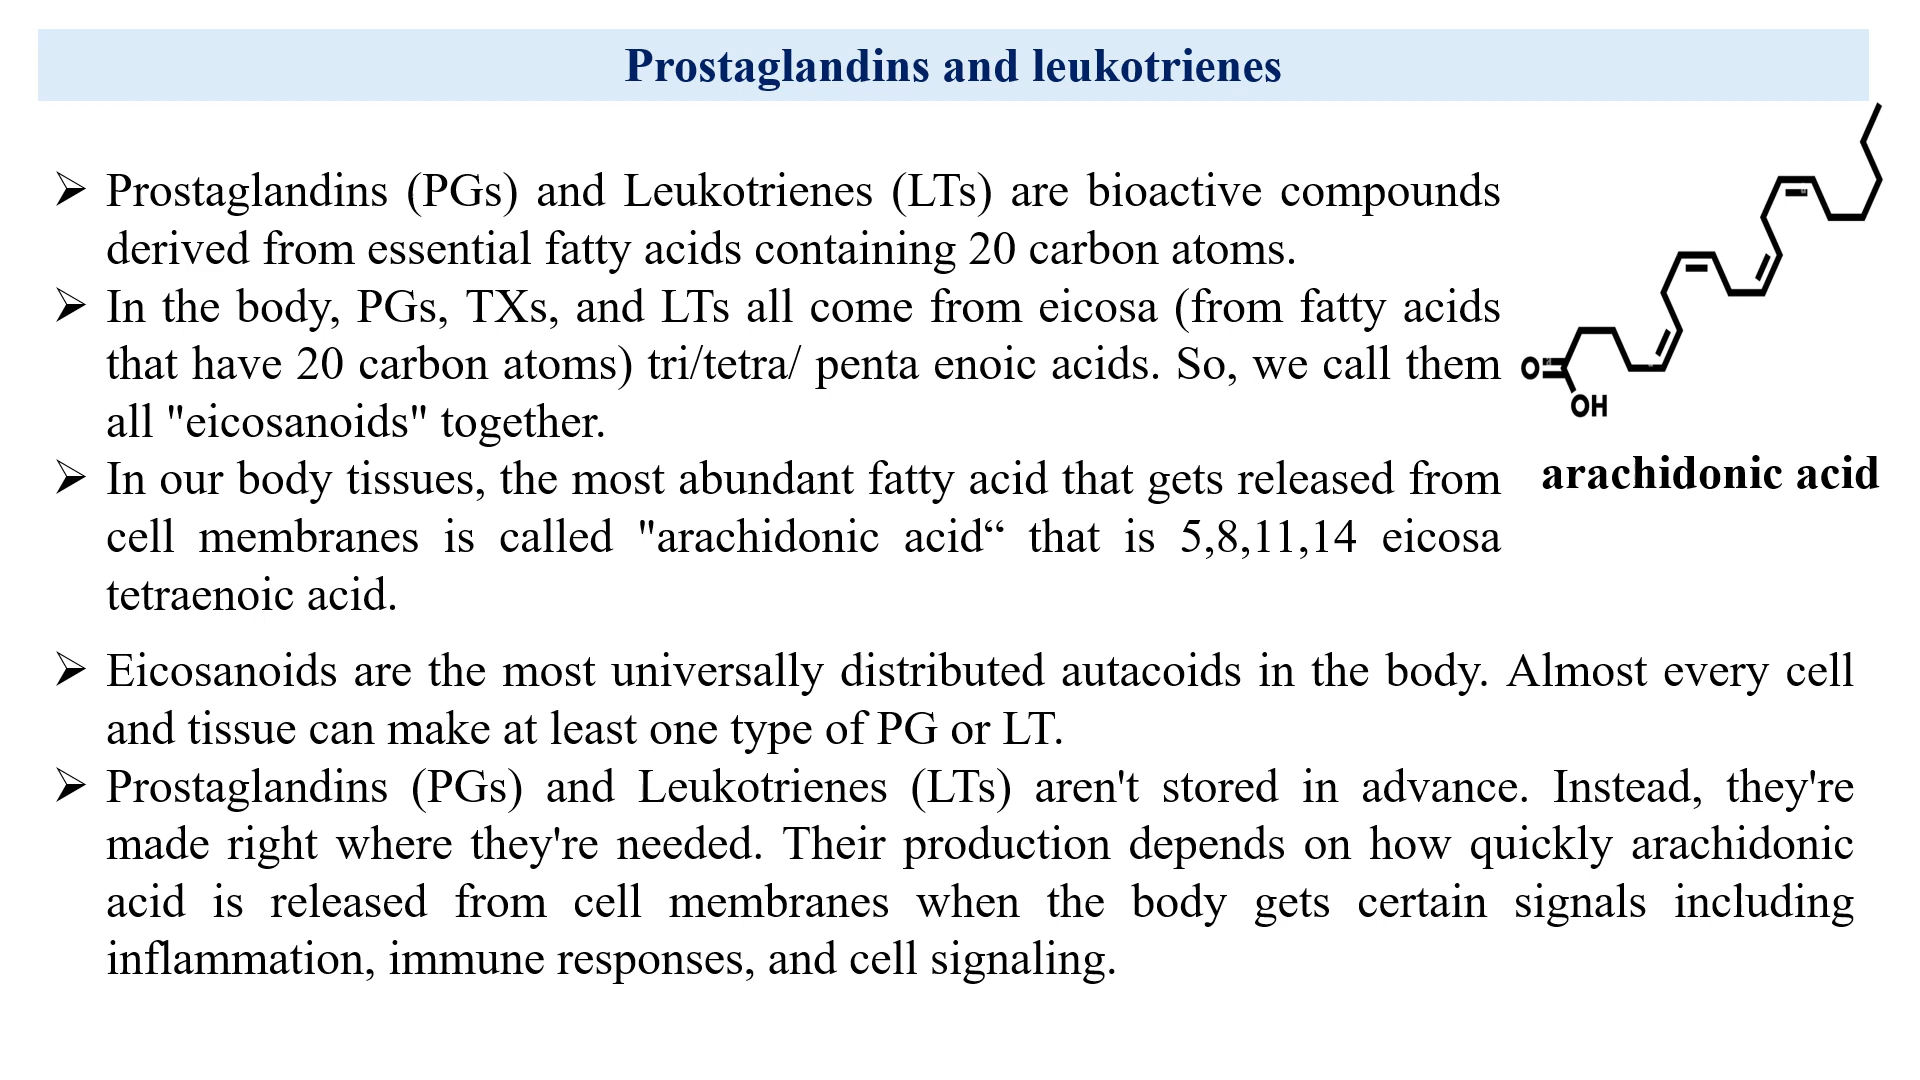 Prostaglandins and leukotrienes
➢ Prostaglandins (PGs) and Leukotrienes (LTs) are bioactive compounds
derived from essential fatty acids containing 20 carbon atoms.
➢ In the body, PGs, TXs, and LTs all come from eicosa (from fatty acids
that have 20 carbon atoms) tri/tetra/ penta enoic acids. So, we call them
all "eicosanoids" together.
➢ In our body tissues, the most abundant fatty acid that gets released from
cell membranes is called "arachidonic acid“ that is 5,8,11,14 eicosa
tetraenoic acid.
O
OH
arachidonic acid
➢ Eicosanoids are the most universally distributed autacoids in the body. Almost every cell
and tissue can make at least one type of PG or LT.
➢ Prostaglandins (PGs) and Leukotrienes (LTs) aren't stored in advance. Instead, they're
made right where they're needed. Their production depends on how quickly arachidonic
acid is released from cell membranes when the body gets certain signals including
inflammation, immune responses, and cell signaling.